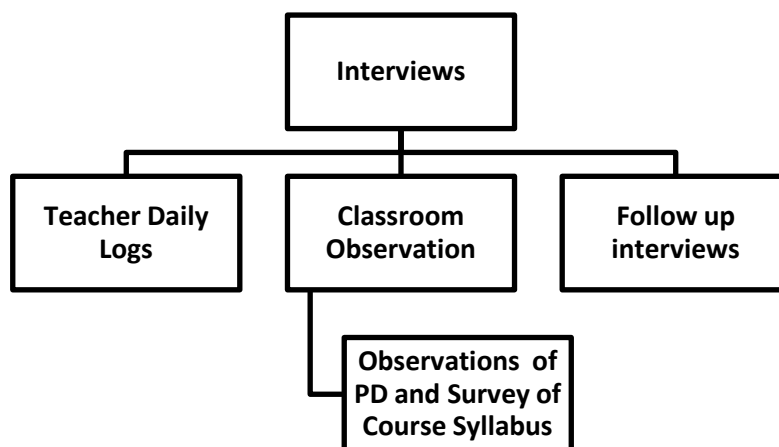 Interviews
Teacher Daily
Logs
Classroom
Observation
Follow up
interviews
Observations of
PD and Survey of
Course Syllabus